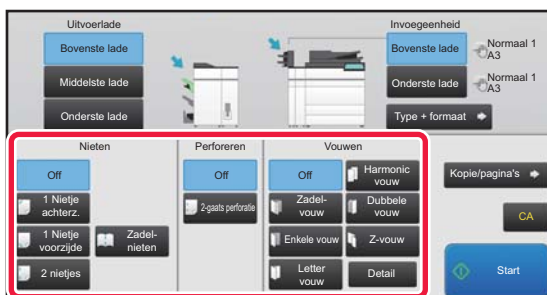 Uitvoerlade
Bovenste lade
Middelste lade
Onderste lade
Invoegeenheid
Bovenste lade
Normaal 1
A3
Onderste lade
Normaal 1
A3
Type + formaat
Nieten
Off
1 Nietje
achterz.
1 Nietje
voorzijde
Zadel-
nieten
2 nietjes
Perforeren
Off
2-gaats perforatie
Vouwen
Off
Harmonic
vouw
Zadel-
vouw
Dubbele
vouw
Enkele vouw
Z-vouw
Letter
vouw
Detail
Kopie/pagina's
CA
Start